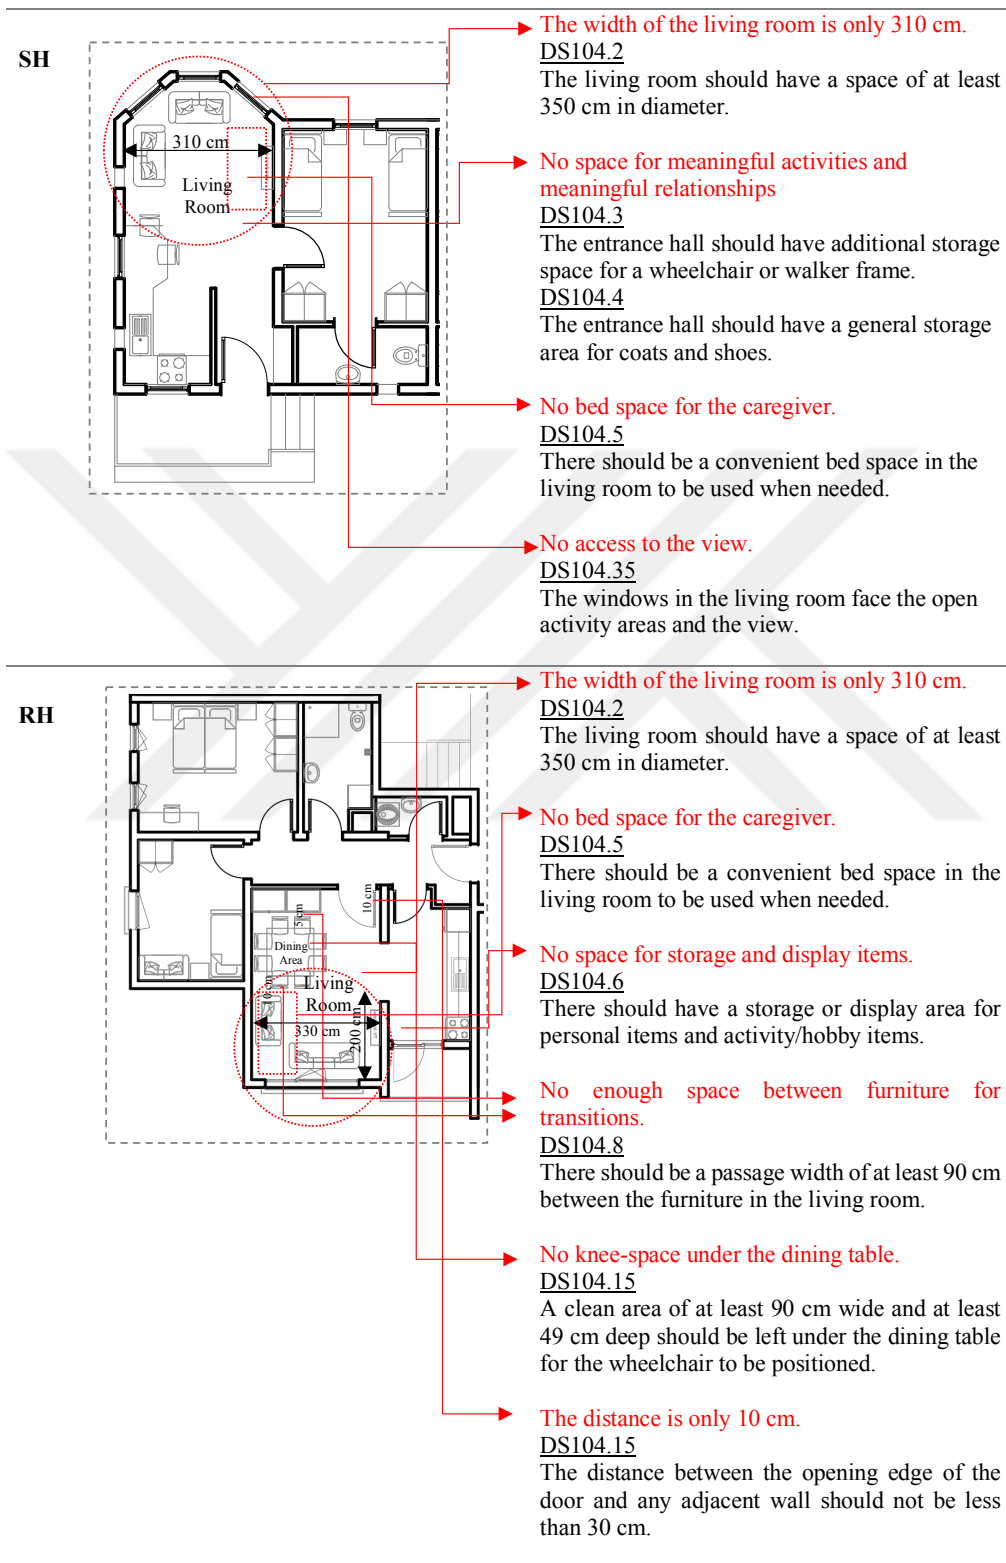 SH
310 cm
Living
Room
The width of the living room is only 310 cm.
DS104.2
The living room should have a space of at least
350 cm in diameter.
No space for meaningful activities and
meaningful relationships
DS104.3
The entrance hall should have additional storage
space for a wheelchair or walker frame.
DS104.4
The entrance hall should have a general storage
area for coats and shoes.
No bed space for the caregiver.
DS104.5
There should be a convenient bed space in the
living room to be used when needed.
No access to the view.
DS104.35
The windows in the living room face the open
activity areas and the view.
RH
10 cm
5 cm
Dining
Area
10 cm
Living
Room
330 cm
200 cm
The width of the living room is only 310 cm.
DS104.2
The living room should have a space of at least
350 cm in diameter.
No bed space for the caregiver.
DS104.5
There should be a convenient bed space in the
living room to be used when needed.
No space for storage and display items.
DS104.6
There should have a storage or display area for
personal items and activity/hobby items.
No enough space between furniture for
transitions.
DS104.8
There should be a passage width of at least 90 cm
between the furniture in the living room.
No knee-space under the dining table.
DS104.15
A clean area of at least 90 cm wide and at least
49 cm deep should be left under the dining table
for the wheelchair to be positioned.
The distance is only 10 cm.
DS104.15
The distance between the opening edge of the
door and any adjacent wall should not be less
than 30 cm.